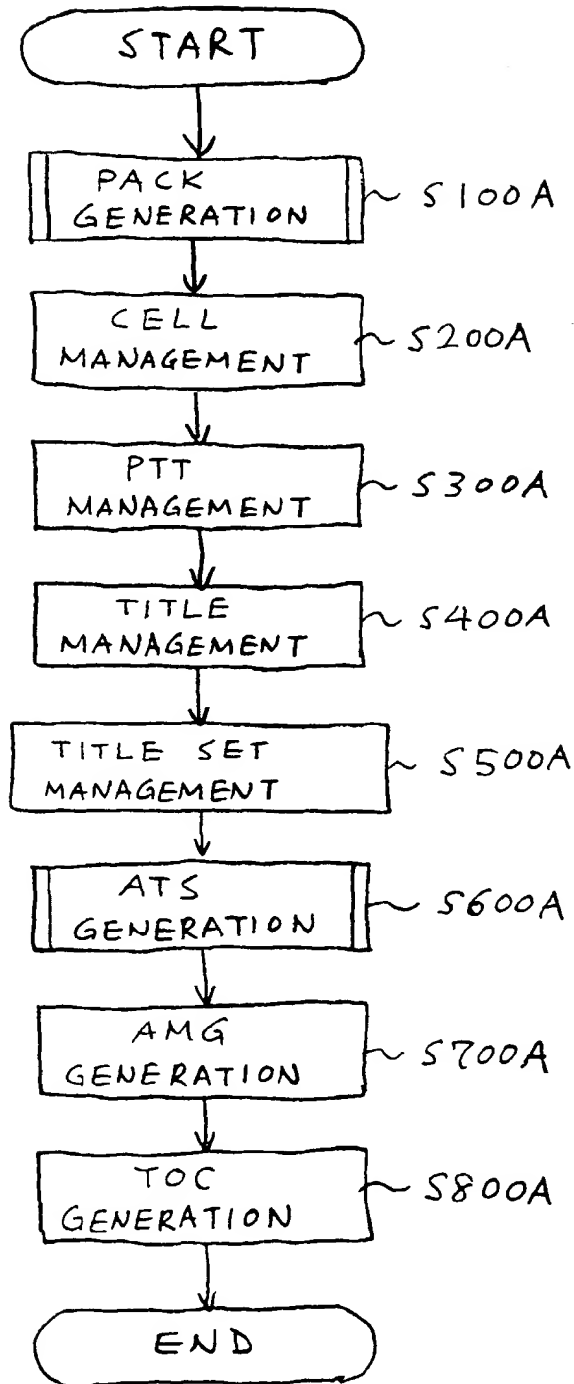 START
PACK
GENERATION
S100A
CELL
MANAGEMENT
S200A
PTT
MANAGEMENT
S300A
TITLE
MANAGEMENT
S400A
TITLE SET
MANAGEMENT
S500A
ATS
GENERATION
S600A
AMG
GENERATION
S700A
TOC
GENERATION
S800A
END